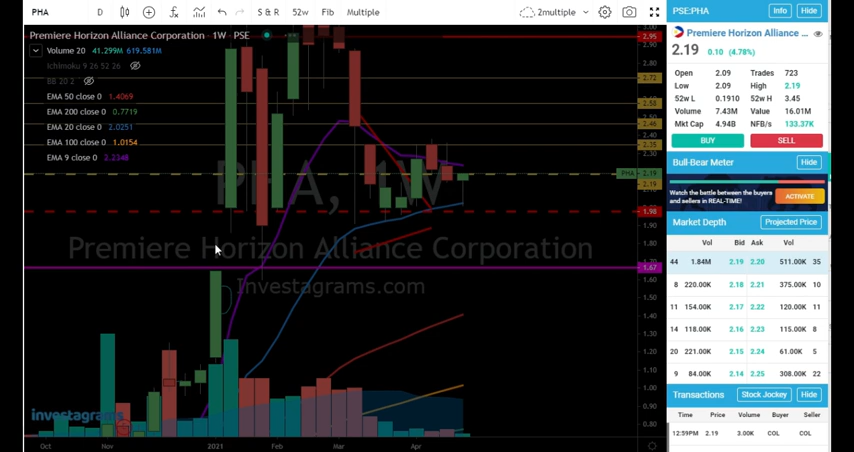 PHA D S & R 52w Fib Multiple 2multiple
Premiere Horizon Alliance Corporation · 1W · PSE
Volume 20 41.299M 619.581M
Ichimoku 9 26 52 26
BB 20 2
EMA 50 close 0 1.4069
EMA 200 close 0 0.7719
EMA 20 close 0 2.0251
EMA 100 close 0 1.0154
EMA 9 close 0 2.2348
PHA, 1W
Premiere Horizon Alliance Corporation
Investagrams.com
investagrams
2.95
2.90
2.80
2.72
2.58
2.46
2.35
2.30
PHA 2.19
2.19
1.98
1.90
1.80
1.67
1.60
1.50
1.40
1.30
1.20
1.10
1.00
0.90
0.80
Oct Nov 2021 Feb Mar Apr
PSE:PHA Info Hide
Premiere Horizon Alliance ...
2.19 0.10 (4.78%)
Open 2.09 Trades 723
Low 2.09 High 2.19
52w L 0.1910 52w H 3.45
Volume 7.43M Value 16.01M
Mkt Cap 4.94B NFB/s 133.37K
BUY SELL
Bull-Bear Meter Hide
Watch the battle between the buyers
and sellers in REAL-TIME!
ACTIVATE
Market Depth Projected Price
Vol Bid Ask Vol
44 1.84M 2.19 2.20 511.00K 35
8 220.00K 2.18 2.21 375.00K 10
11 154.00K 2.17 2.22 120.00K 11
14 118.00K 2.16 2.23 115.00K 8
20 221.00K 2.15 2.24 61.00K 5
9 84.00K 2.14 2.25 308.00K 22
Transactions Stock Jockey Hide
Time Price Volume Buyer Seller
12:59PM 2.19 3.00K COL COL